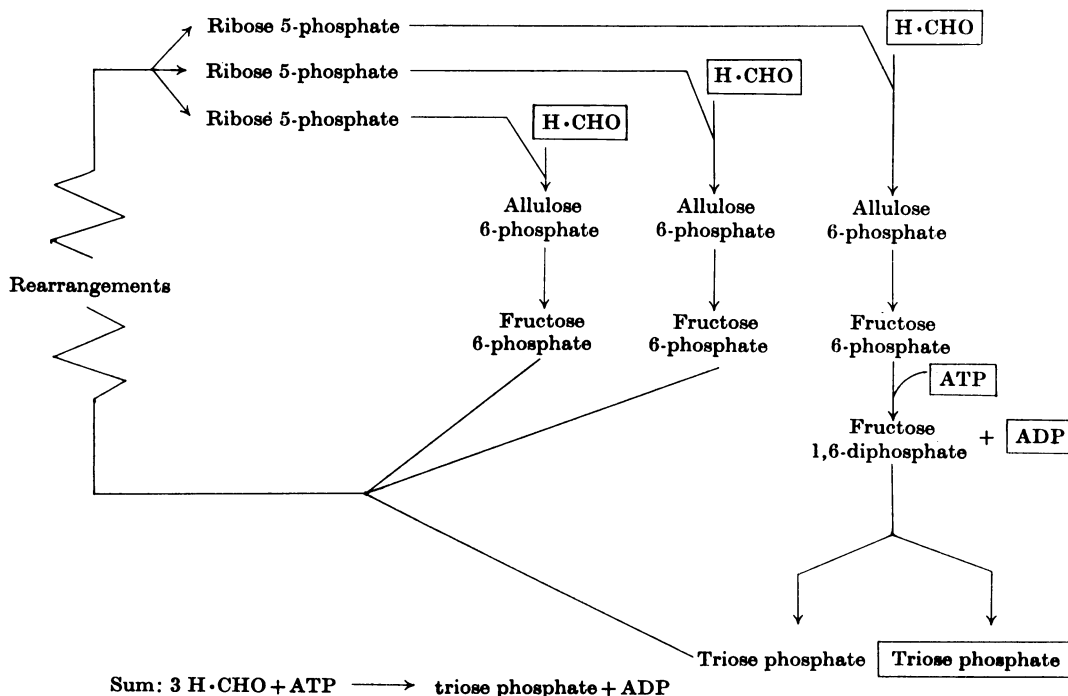 Ribose 5-phosphate
H·CHO
Ribose 5-phosphate
H·CHO
Ribose 5-phosphate
H·CHO
Allulose
6-phosphate
Allulose
6-phosphate
Allulose
6-phosphate
Rearrangements
Fructose
6-phosphate
Fructose
6-phosphate
Fructose
6-phosphate
ATP
Fructose
1,6-diphosphate + ADP
Triose phosphate
Triose phosphate
Sum: 3 H·CHO + ATP ⟶ triose phosphate + ADP